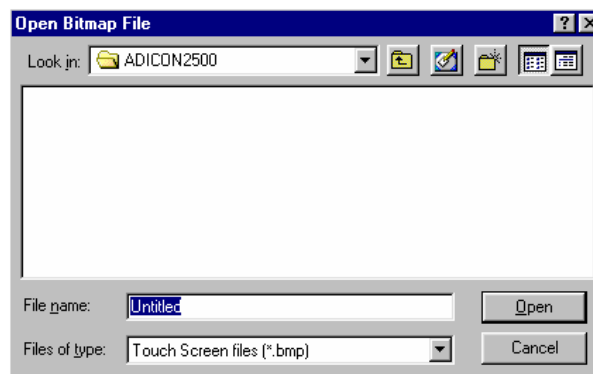 Open Bitmap File
Look in: ADICON2500
File name: Untitled Open
Files of type: Touch Screen files (*.bmp) Cancel